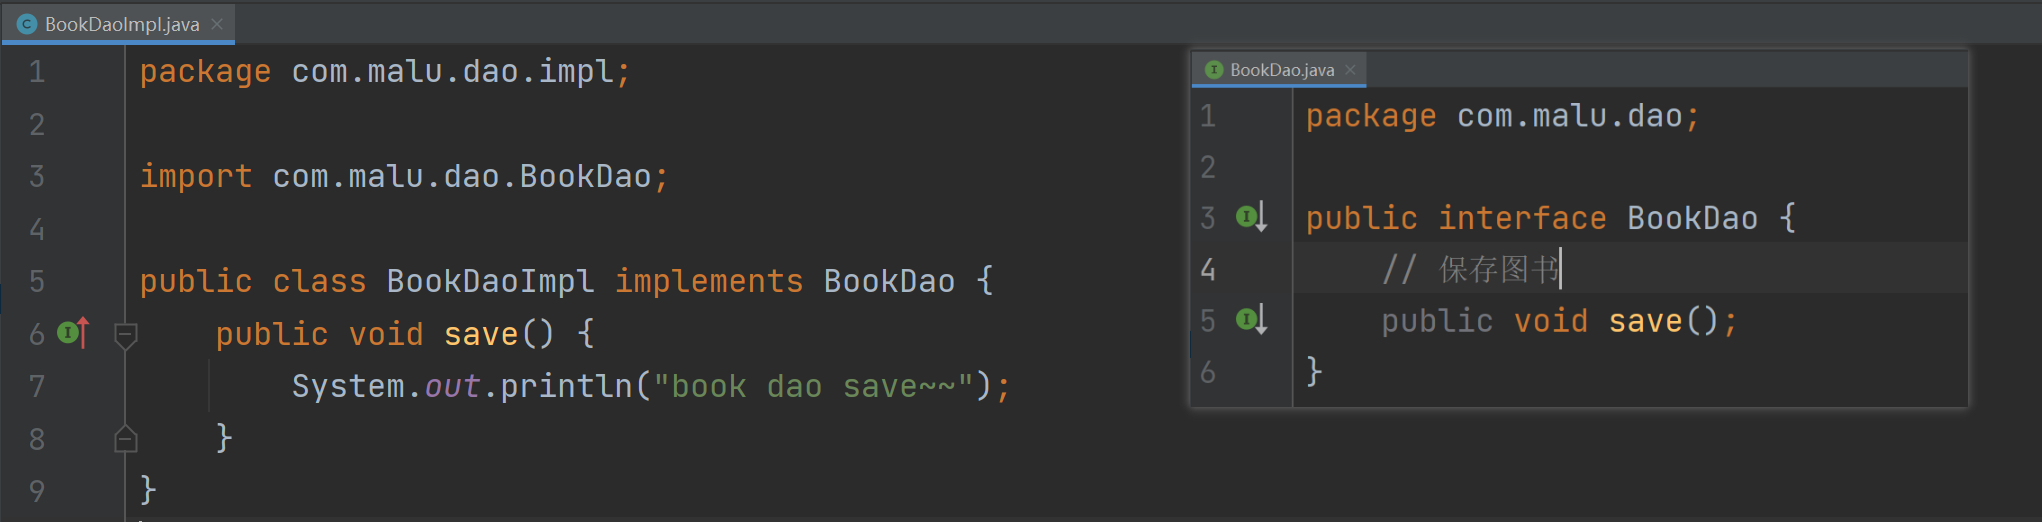 BookDaoImpl.java
1 package com.malu.dao.impl;
2
3 import com.malu.dao.BookDao;
4
5 public class BookDaoImpl implements BookDao {
6 public void save() {
7 System.out.println("book dao save~~");
8 }
9 }
BookDao.java
1 package com.malu.dao;
2
3 public interface BookDao {
4 // 保存图书
5 public void save();
6 }